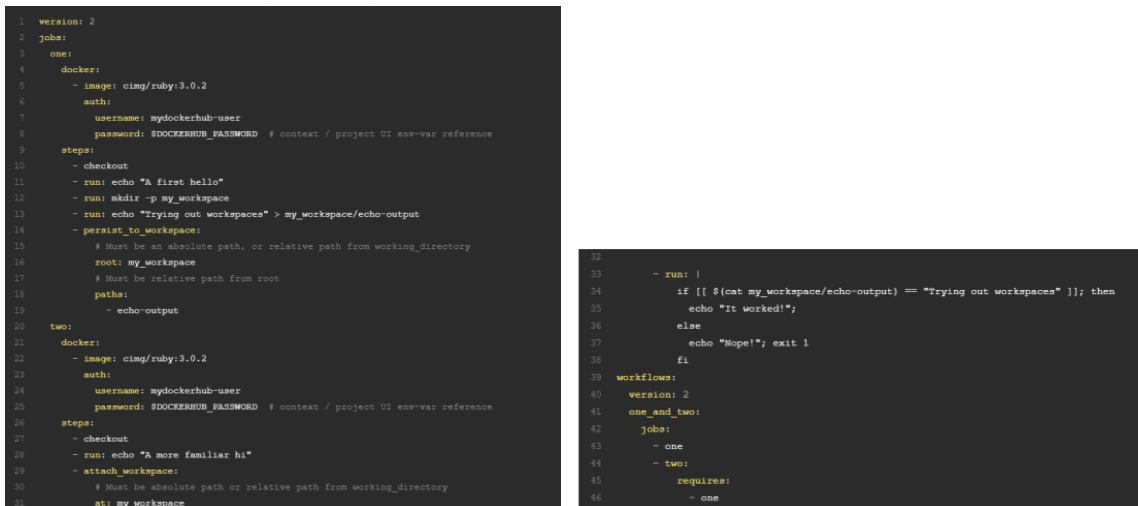 1 version: 2
2 jobs:
3 one:
4 docker:
5 - image: cimg/ruby:3.0.2
6 auth:
7 username: mydockerhub-user
8 password: $DOCKERHUB_PASSWORD # context / project UI env-var reference
9 steps:
10 - checkout
11 - run: echo "A first hello"
12 - run: mkdir -p my_workspace
13 - run: echo "Trying out workspaces" > my_workspace/echo-output
14 - persist_to_workspace:
15 # Must be an absolute path, or relative path from working_directory
16 root: my_workspace
17 # Must be relative path from root
18 paths:
19 - echo-output
20 two:
21 docker:
22 - image: cimg/ruby:3.0.2
23 auth:
24 username: mydockerhub-user
25 password: $DOCKERHUB_PASSWORD # context / project UI env-var reference
26 steps:
27 - checkout
28 - run: echo "A more familiar hi"
29 - attach_workspace:
30 # Must be absolute path or relative path from working_directory
31 at: my_workspace
32
33 - run: |
34 if [[ $(cat my_workspace/echo-output) == "Trying out workspaces" ]]; then
35 echo "It worked!";
36 else
37 echo "Nope!"; exit 1
38 fi
39 workflows:
40 version: 2
41 one_and_two:
42 jobs:
43 - one
44 - two:
45 requires:
46 - one